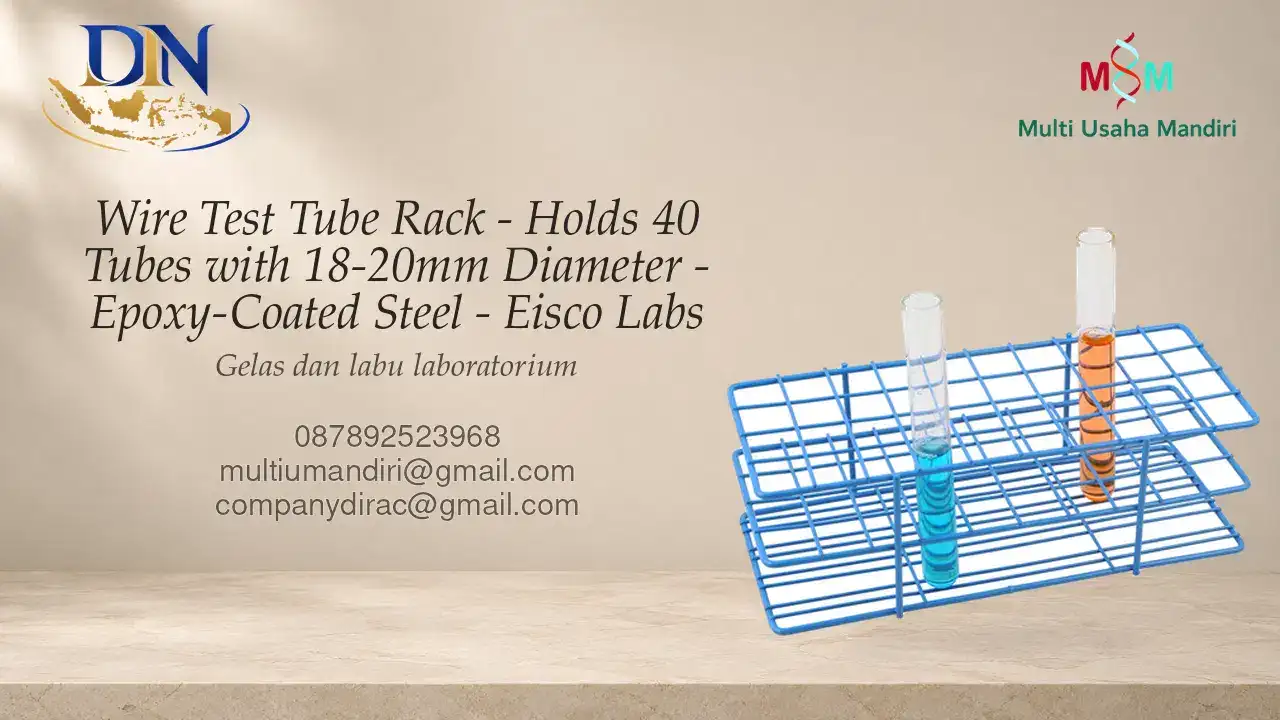 DIN
MSM
Multi Usaha Mandiri
Wire Test Tube Rack - Holds 40
Tubes with 18-20mm Diameter -
Epoxy-Coated Steel - Eisco Labs
Gelas dan labu laboratorium
087892523968
multiumandiri@gmail.com
companydirac@gmail.com